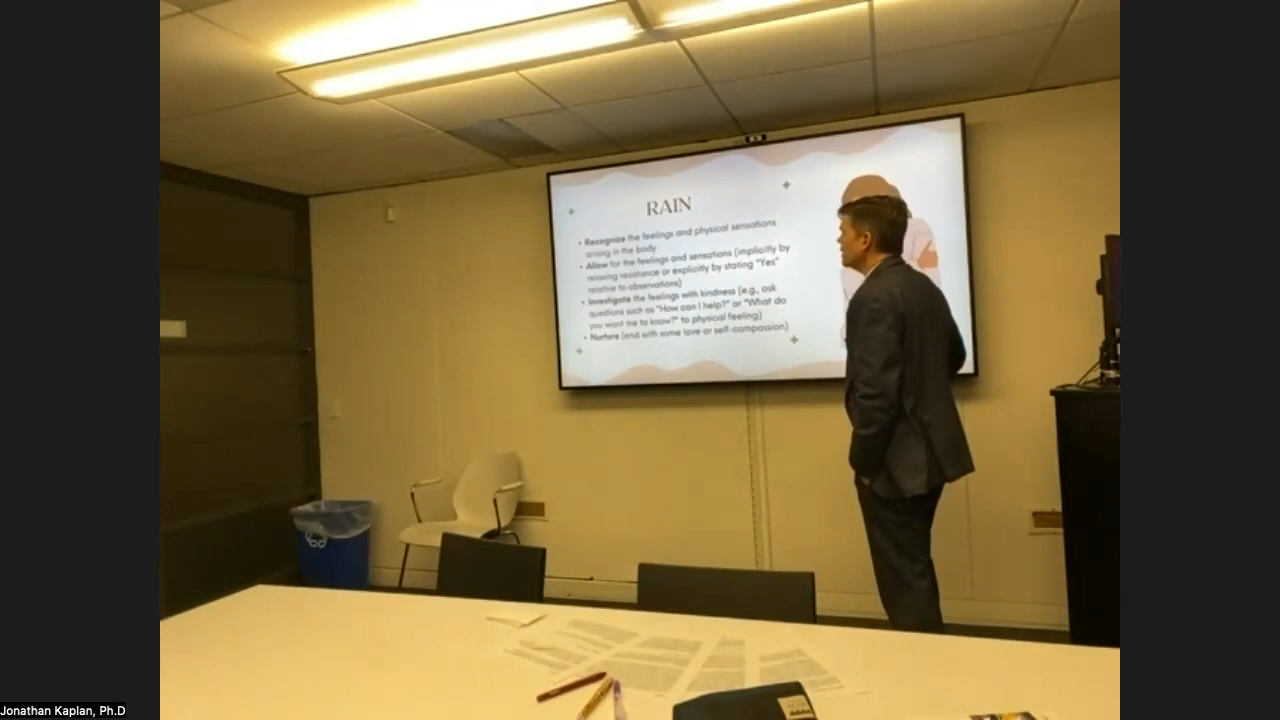 RAIN
• Recognize the feelings and physical sensations
arising in the body
• Allow for the feelings and sensations (implicitly by
relaxing resistance or explicitly by stating "Yes"
relative to observations)
• Investigate the feelings with kindness (e.g., ask
questions such as "How can I help?" or "What do
you want me to know?" to physical feeling)
• Nurture (end with some love or self-compassion)
Jonathan Kaplan, Ph.D